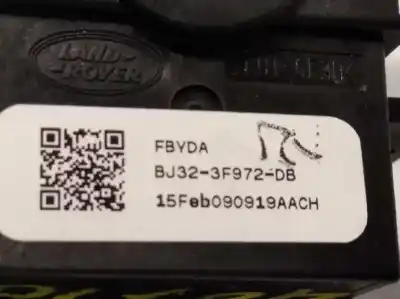 LAND-
ROVER
FBYDA
BJ32-3F972-DB
15Feb090919AACH